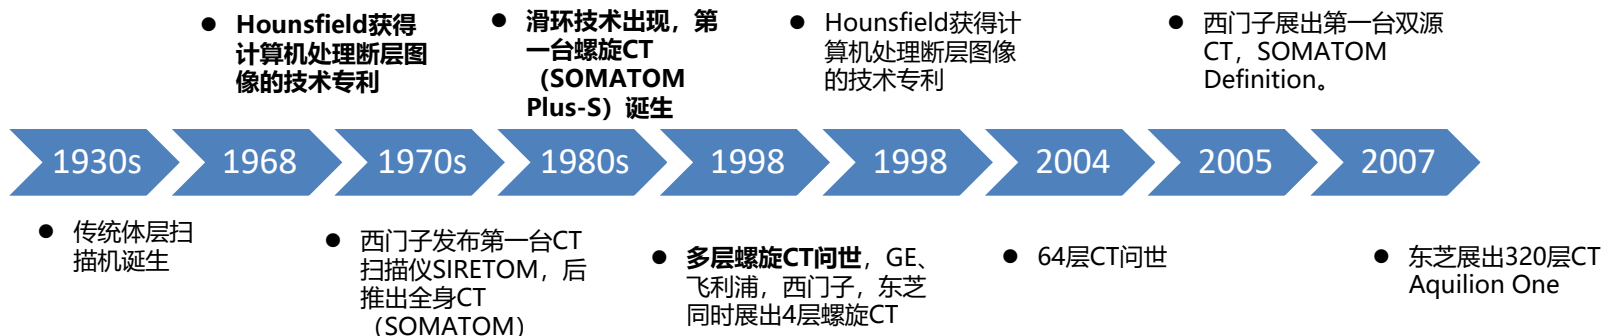 ● Hounsfield获得
计算机处理断层图
像的技术专利
● 滑环技术出现，第
一台螺旋CT
（SOMATOM
Plus-S）诞生
● Hounsfield获得计
算机处理断层图像
的技术专利
● 西门子展出第一台双源
CT，SOMATOM
Definition。
1930s
1968
1970s
1980s
1998
1998
2004
2005
2007
● 传统体层扫
描机诞生
● 西门子发布第一台CT
扫描仪SIRETOM，后
推出全身CT
（SOMATOM）
● 多层螺旋CT问世，GE、
飞利浦，西门子，东芝
同时展出4层螺旋CT
● 64层CT问世
● 东芝展出320层CT
Aquilion One